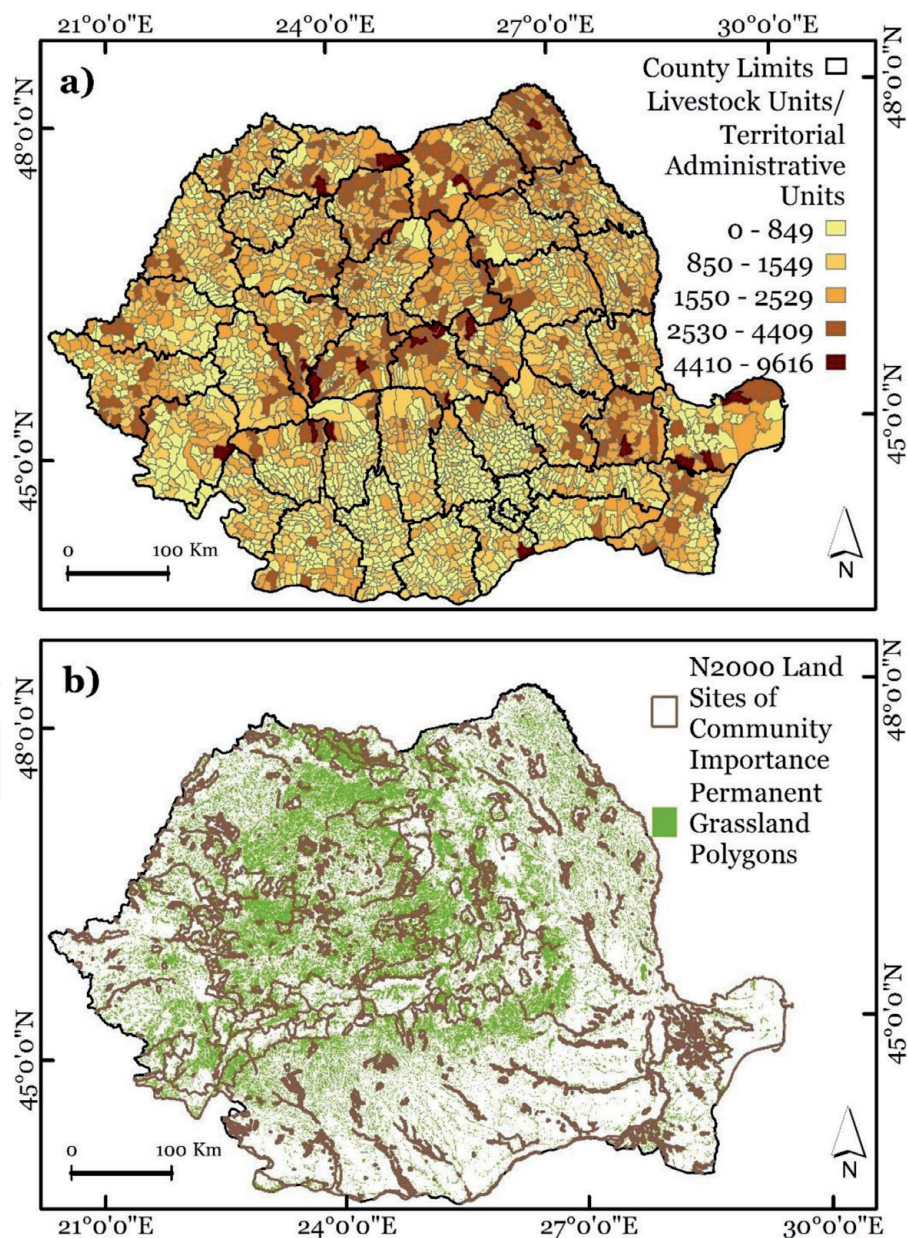 21°0'0"E 24°0'0"E 27°0'0"E 30°0'0"E
a)
County Limits
Livestock Units/
Territorial
Administrative
Units
0 - 849
850 - 1549
1550 - 2529
2530 - 4409
4410 - 9616
48°0'0"N
48°0'0"N
45°0'0"N
45°0'0"N
0 100 Km
N
b)
N2000 Land
Sites of
Community
Importance
Permanent
Grassland
Polygons
48°0'0"N
48°0'0"N
45°0'0"N
45°0'0"N
0 100 Km
N
21°0'0"E 24°0'0"E 27°0'0"E 30°0'0"E